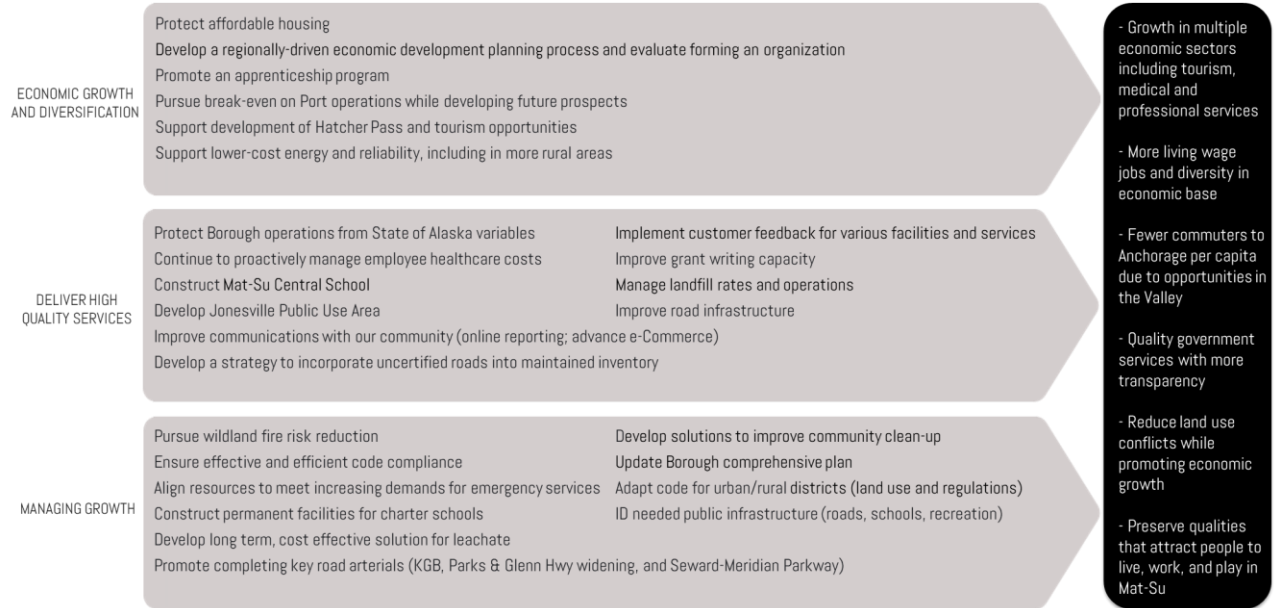 ECONOMIC GROWTH
AND DIVERSIFICATION
Protect affordable housing
Develop a regionally-driven economic development planning process and evaluate forming an organization
Promote an apprenticeship program
Pursue break-even on Port operations while developing future prospects
Support development of Hatcher Pass and tourism opportunities
Support lower-cost energy and reliability, including in more rural areas
DELIVER HIGH
QUALITY SERVICES
Protect Borough operations from State of Alaska variables
Continue to proactively manage employee healthcare costs
Construct Mat-Su Central School
Develop Jonesville Public Use Area
Implement customer feedback for various facilities and services
Improve grant writing capacity
Manage landfill rates and operations
Improve road infrastructure
Improve communications with our community (online reporting; advance e-Commerce)
Develop a strategy to incorporate uncertified roads into maintained inventory
MANAGING GROWTH
Pursue wildland fire risk reduction
Ensure effective and efficient code compliance
Align resources to meet increasing demands for emergency services
Construct permanent facilities for charter schools
Develop solutions to improve community clean-up
Update Borough comprehensive plan
Adapt code for urban/rural districts (land use and regulations)
ID needed public infrastructure (roads, schools, recreation)
Develop long term, cost effective solution for leachate
Promote completing key road arterials (KGB, Parks & Glenn Hwy widening, and Seward-Meridian Parkway)
- Growth in multiple
economic sectors
including tourism,
medical and
professional services
- More living wage
jobs and diversity in
economic base
- Fewer commuters to
Anchorage per capita
due to opportunities in
the Valley
- Quality government
services with more
transparency
- Reduce land use
conflicts while
promoting economic
growth
- Preserve qualities
that attract people to
live, work, and play in
Mat-Su